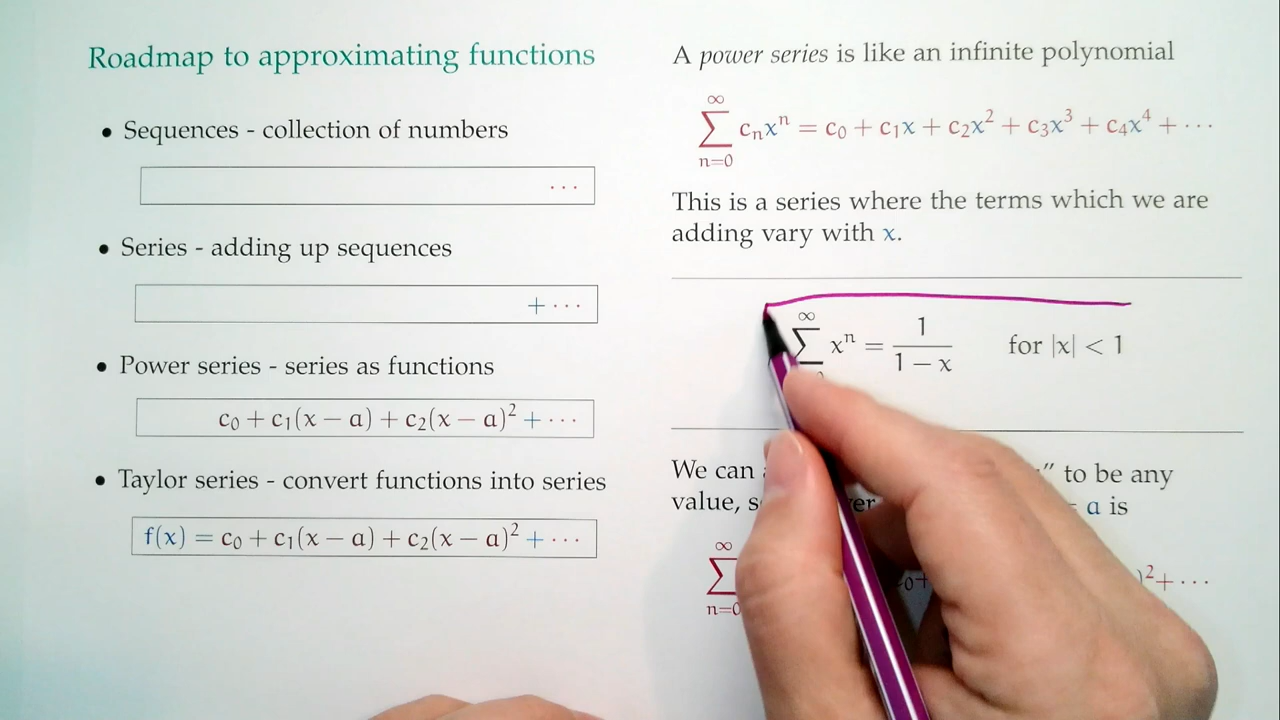 Roadmap to approximating functions
• Sequences - collection of numbers
···
• Series - adding up sequences
+ ···
• Power series - series as functions
c₀ + c₁(x − a) + c₂(x − a)² + ···
• Taylor series - convert functions into series
f(x) = c₀ + c₁(x − a) + c₂(x − a)² + ···
A power series is like an infinite polynomial
∞
∑ cₙxⁿ = c₀ + c₁x + c₂x² + c₃x³ + c₄x⁴ + ···
n=0
This is a series where the terms which we are
adding vary with x.
∞
∑ xⁿ = 1/(1 − x) for |x| < 1
We can ” to be any
value, a is
∞
∑ )² + ···
n=0